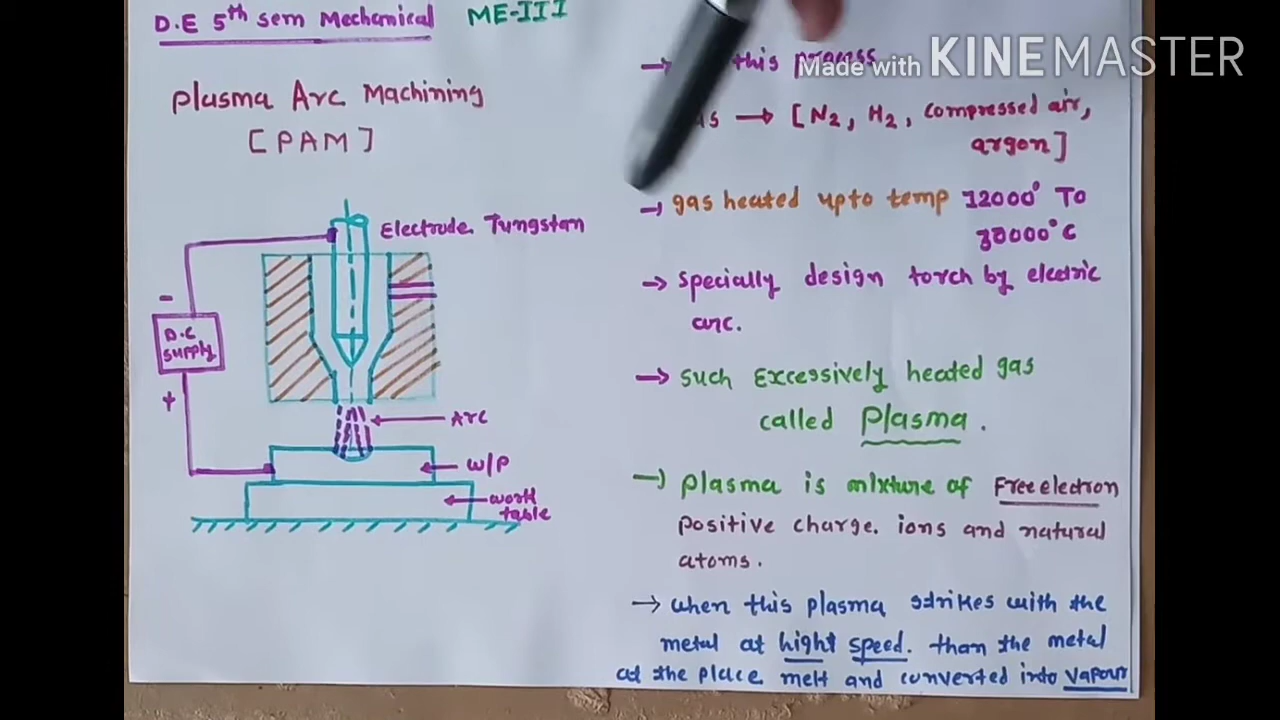 D.E 5th sem Mechanical ME-III
Plasma Arc Machining
[PAM]
Electrode Tungstan
-
D.C
supply
+
Arc
W/P
work
table
→ this process
→ [N2, H2, compressed air,
argon]
→ gas heated upto temp 12000° To
30000°C
→ specially design torch by electric
arc.
→ such Excessively heated gas
called Plasma.
→ plasma is mixture of Free electron
positive charge. ions and natural
atoms.
→ when this plasma strikes with the
metal at hight speed. than the metal
at the place melt and converted into vapour
Made with KINEMASTER